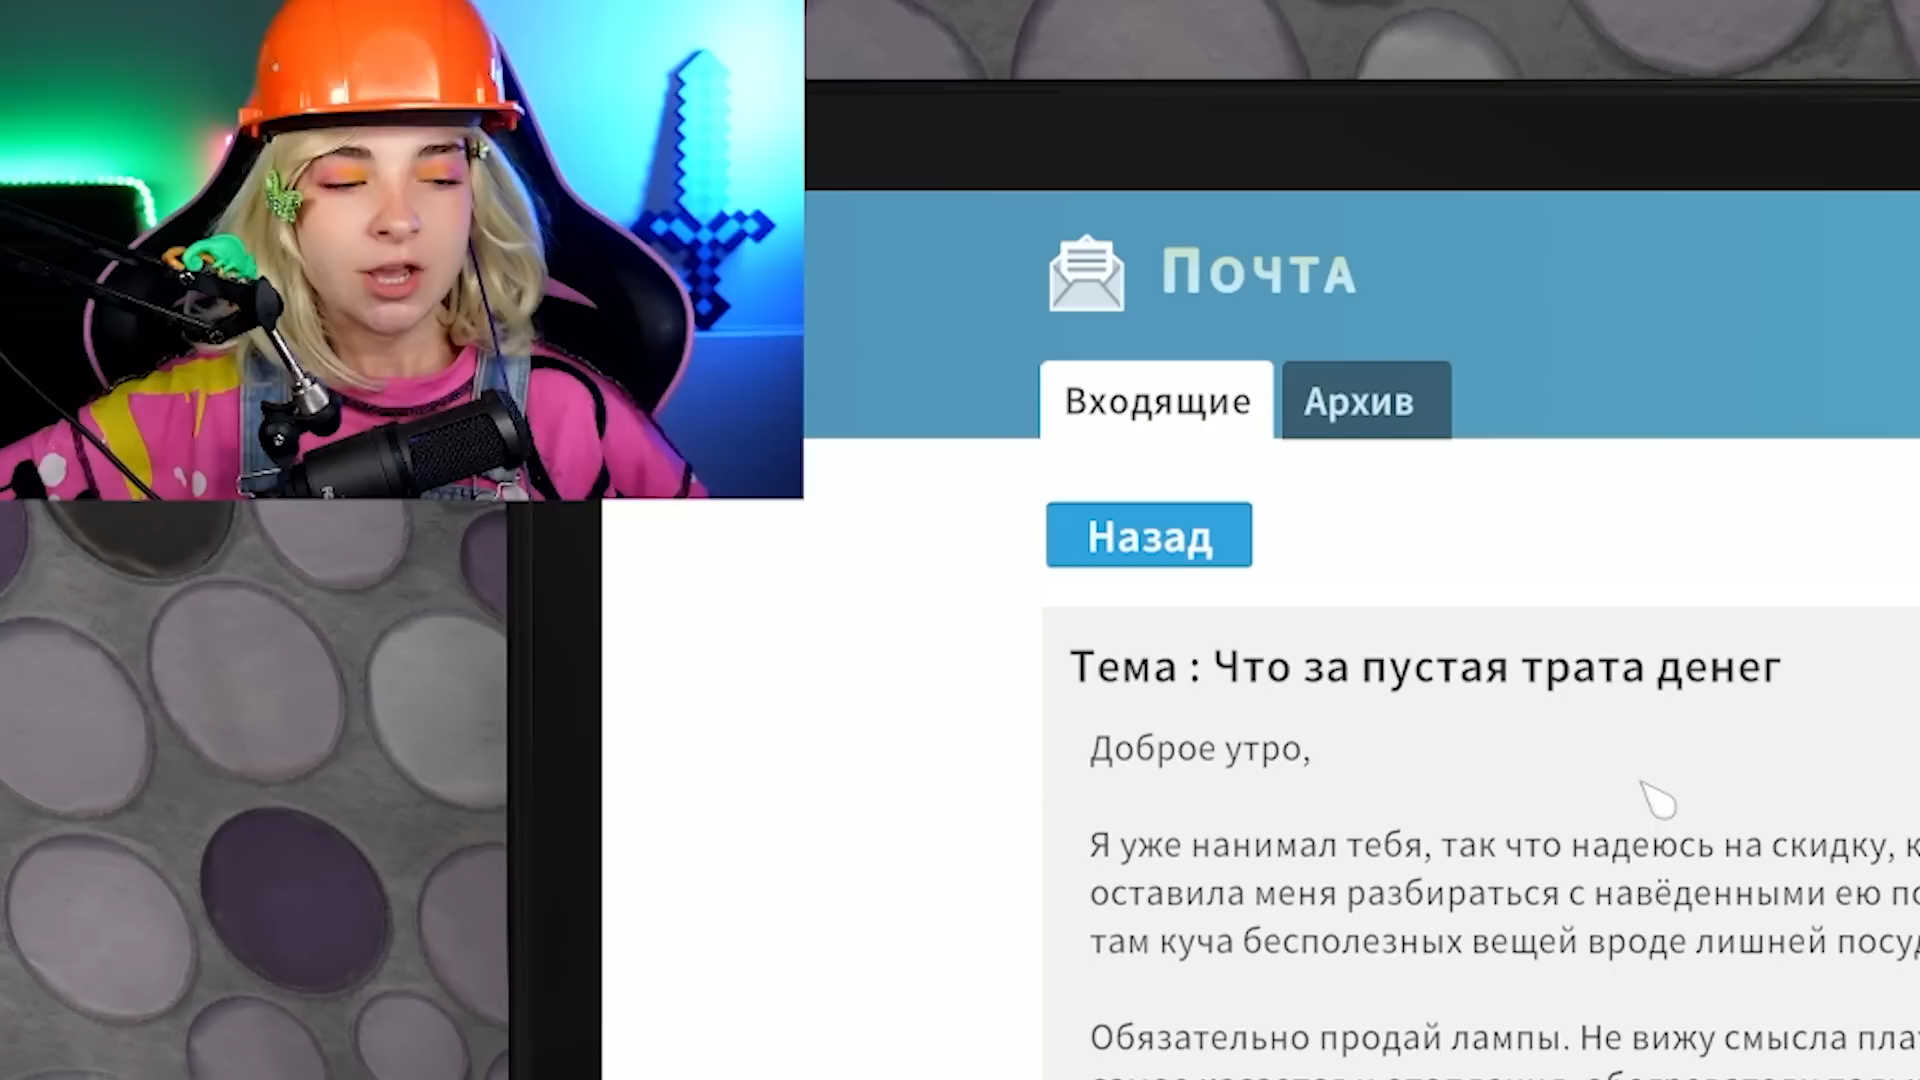 Почта
Входящие
Архив
Назад
Тема : Что за пустая трата денег
Доброе утро,
Я уже нанимал тебя, так что надеюсь на скидку,
оставила меня разбираться с наведёнными ею
там куча бесполезных вещей вроде лишней
Обязательно продай лампы. Не вижу смысла